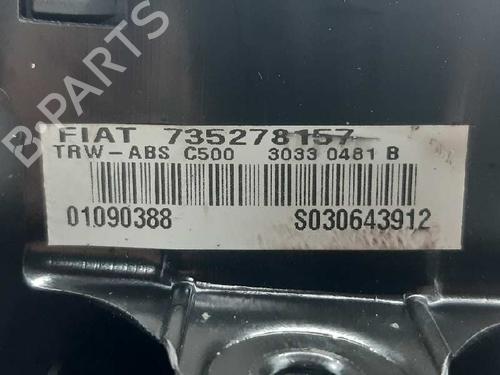 B-PARTS
FIAT 735278157
TRW-ABS C500 3033 0481 B
01090388 S030643912